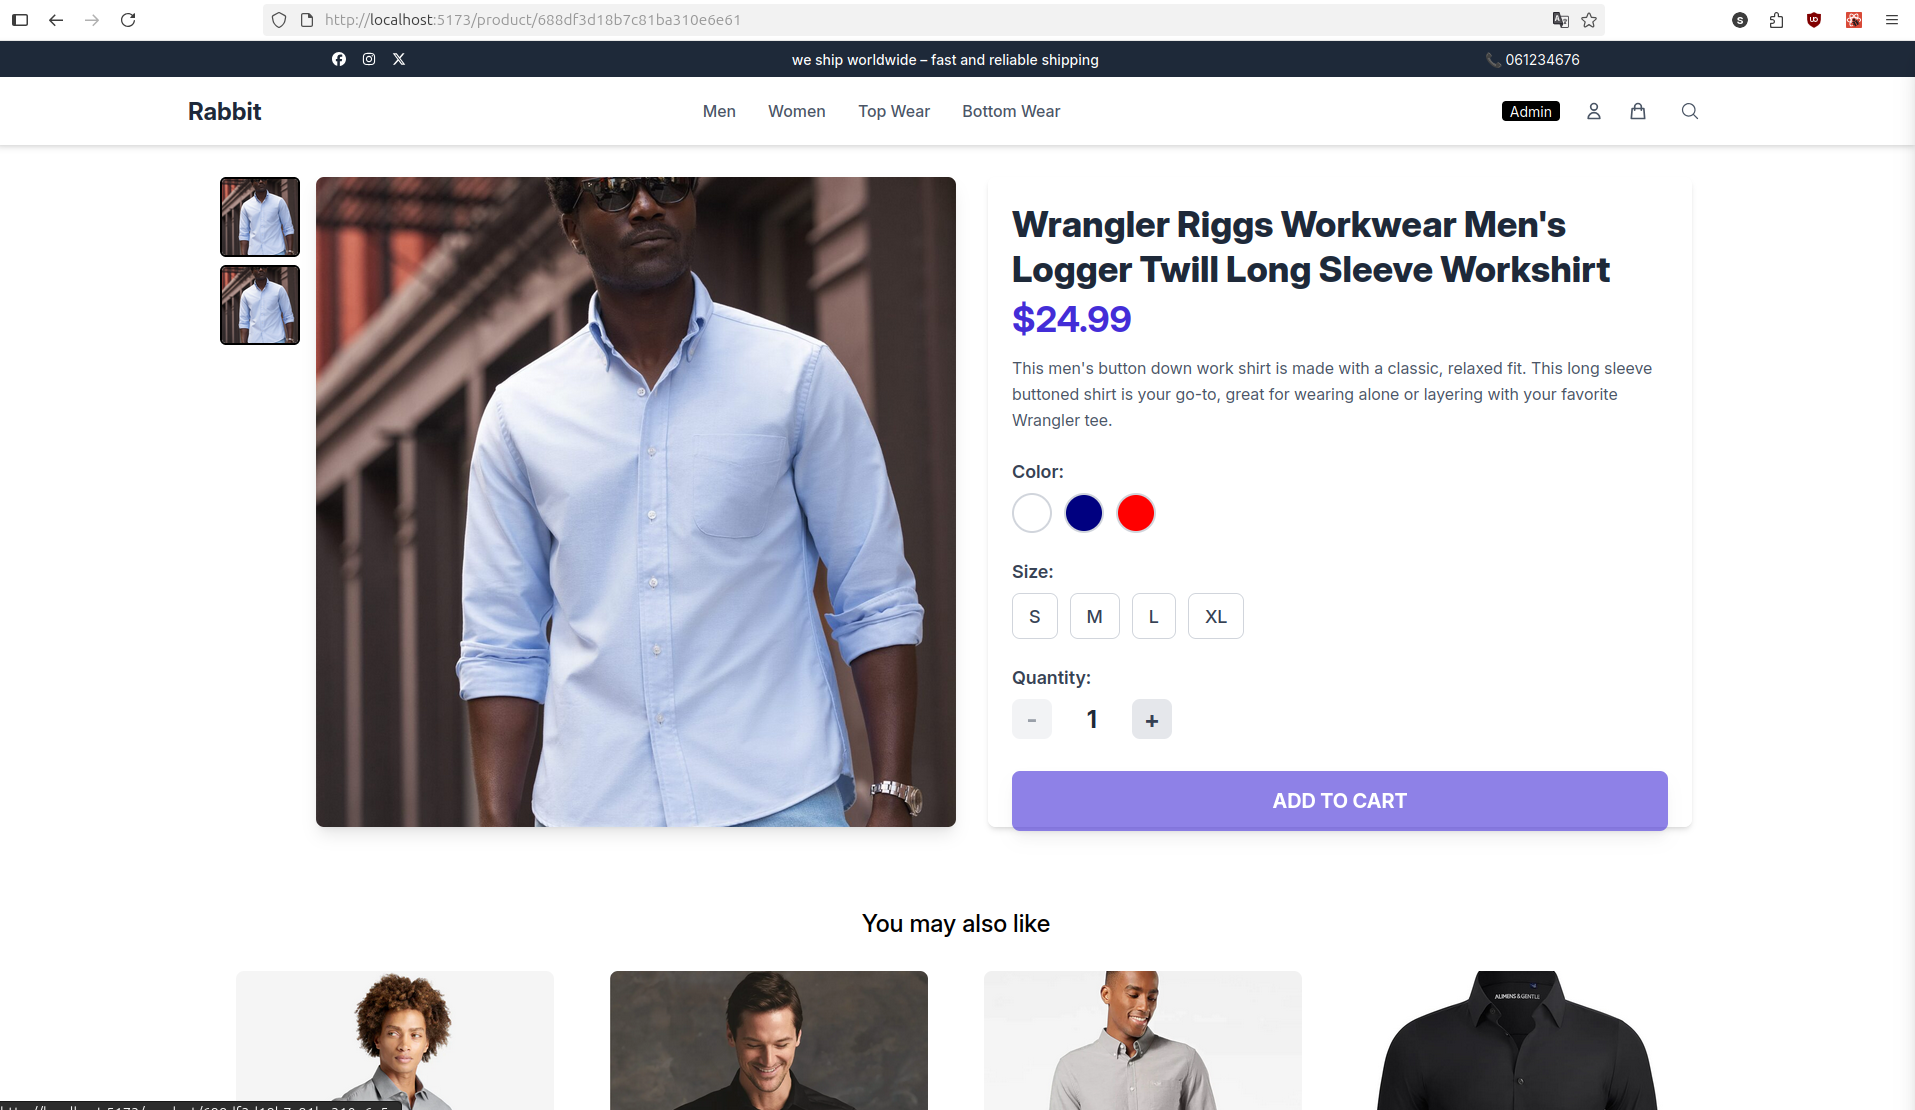 http://localhost:5173/product/688df3d18b7c81ba310e6e61
we ship worldwide – fast and reliable shipping
061234676
Rabbit
Men
Women
Top Wear
Bottom Wear
Admin
Wrangler Riggs Workwear Men's
Logger Twill Long Sleeve Workshirt
$24.99
This men's button down work shirt is made with a classic, relaxed fit. This long sleeve
buttoned shirt is your go-to, great for wearing alone or layering with your favorite
Wrangler tee.
Color:
Size:
S
M
L
XL
Quantity:
-
1
+
ADD TO CART
You may also like
ALIMENS & GENTLE